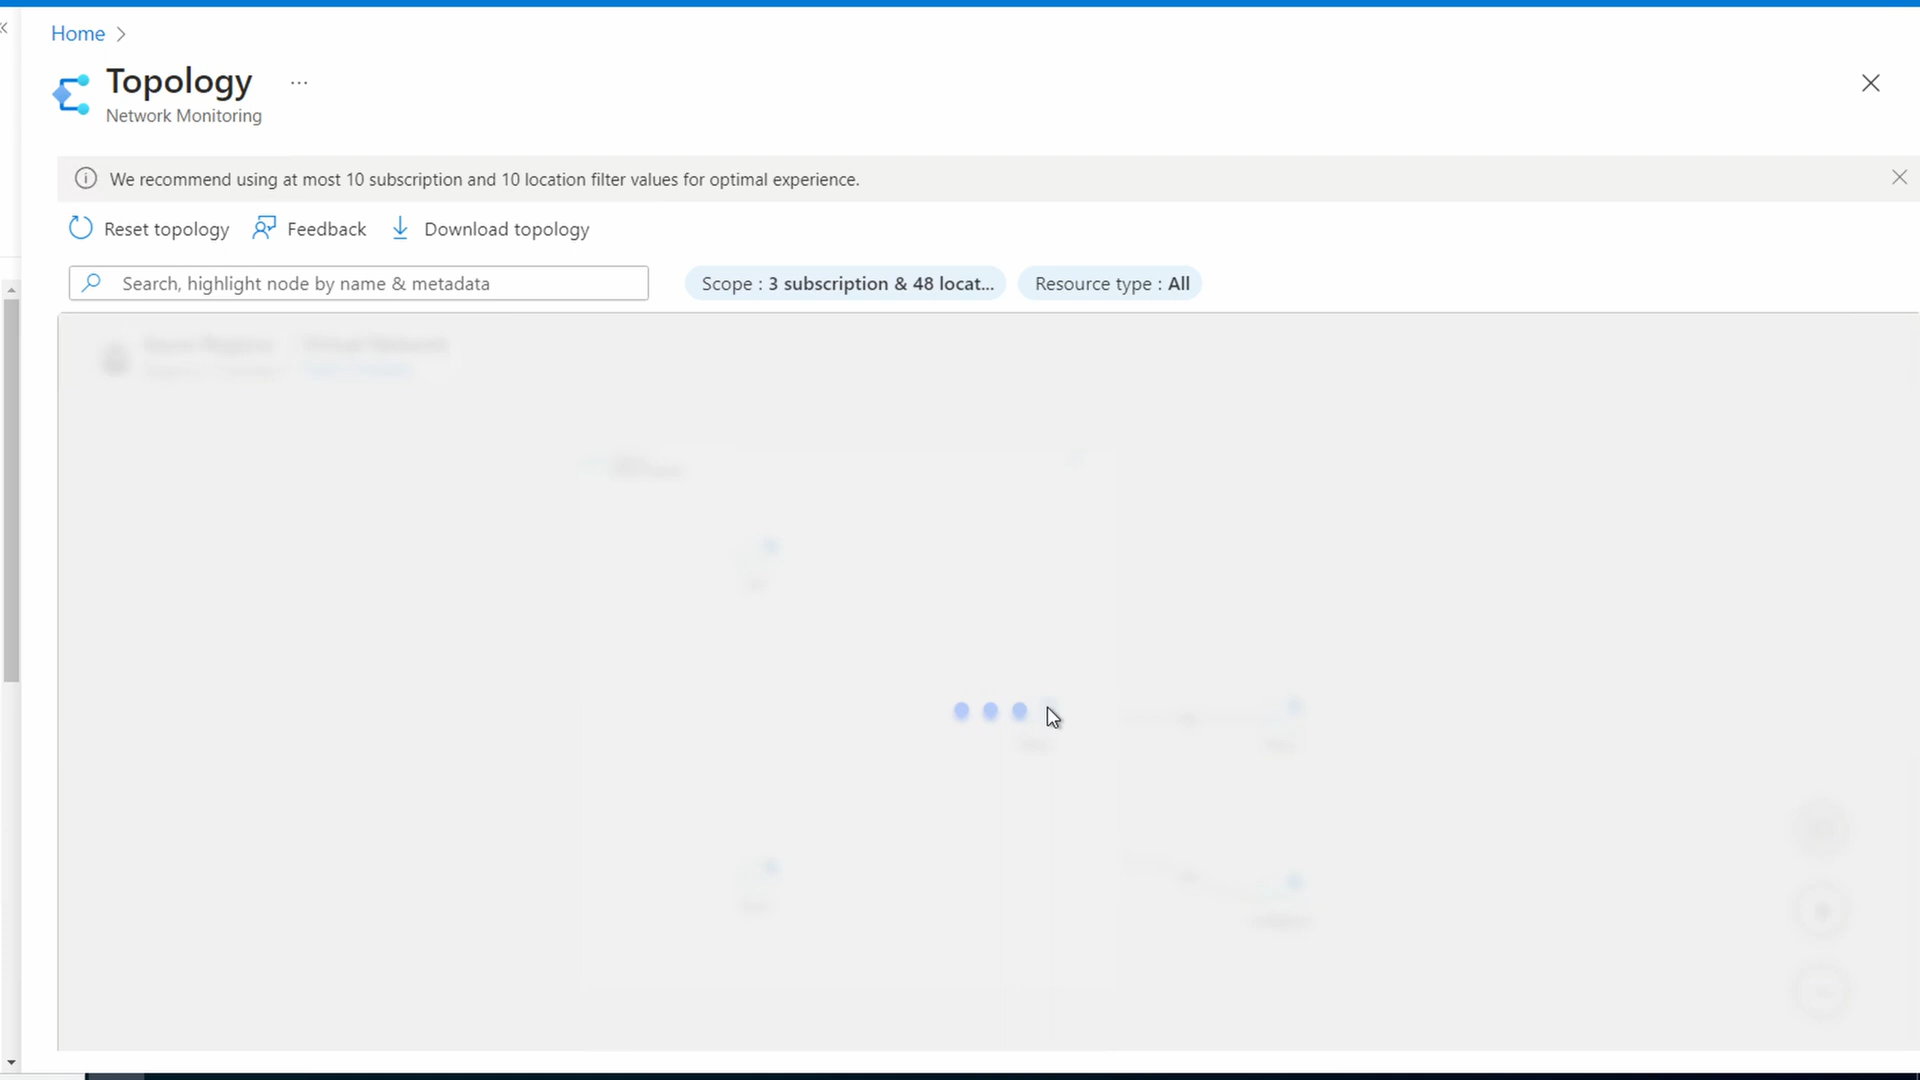 Home
Topology
...
Network Monitoring
We recommend using at most 10 subscription and 10 location filter values for optimal experience.
Reset topology Feedback Download topology
Search, highlight node by name & metadata Scope : 3 subscription & 48 locat... Resource type : All